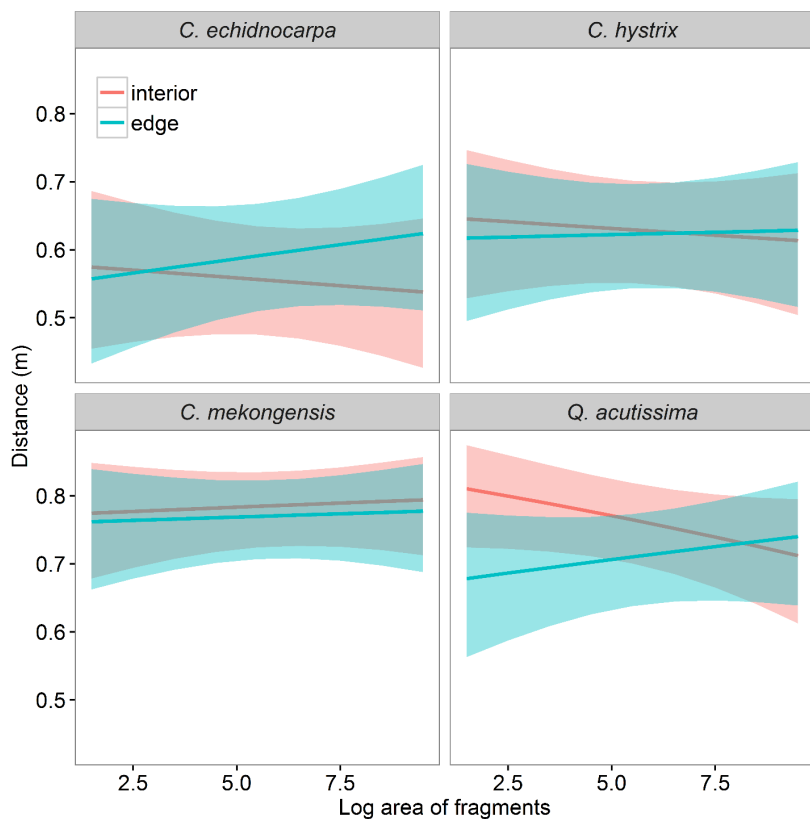 C. echidnocarpa
C. hystrix
interior
edge
0.8
0.7
0.6
0.5
Distance (m)
C. mekongensis
Q. acutissima
0.8
0.7
0.6
0.5
2.5
5.0
7.5
2.5
5.0
7.5
Log area of fragments